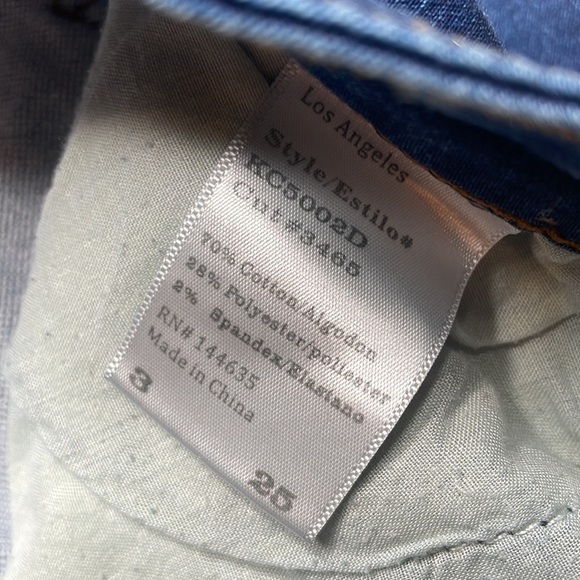 Los Angeles
Style/Estilo#
KC5002D
Cut#3465
70% Cotton/Algodon
28% Polyester/poliester
2% Spandex/Elastano
RN# 144635
Made in China
3 25